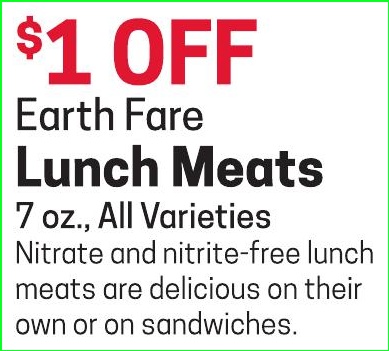 $1 OFF
Earth Fare
Lunch Meats
7 oz., All Varieties
Nitrate and nitrite-free lunch
meats are delicious on their
own or on sandwiches.